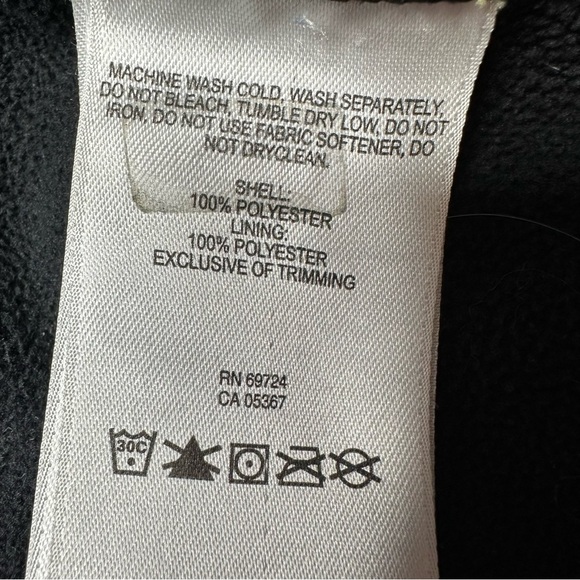 MACHINE WASH COLD, WASH SEPARATELY,
DO NOT BLEACH, TUMBLE DRY LOW, DO NOT
IRON, DO NOT USE FABRIC SOFTENER, DO
NOT DRYCLEAN.
SHELL:
100% POLYESTER
LINING:
100% POLYESTER
EXCLUSIVE OF TRIMMING
RN 69724
CA 05367
30C